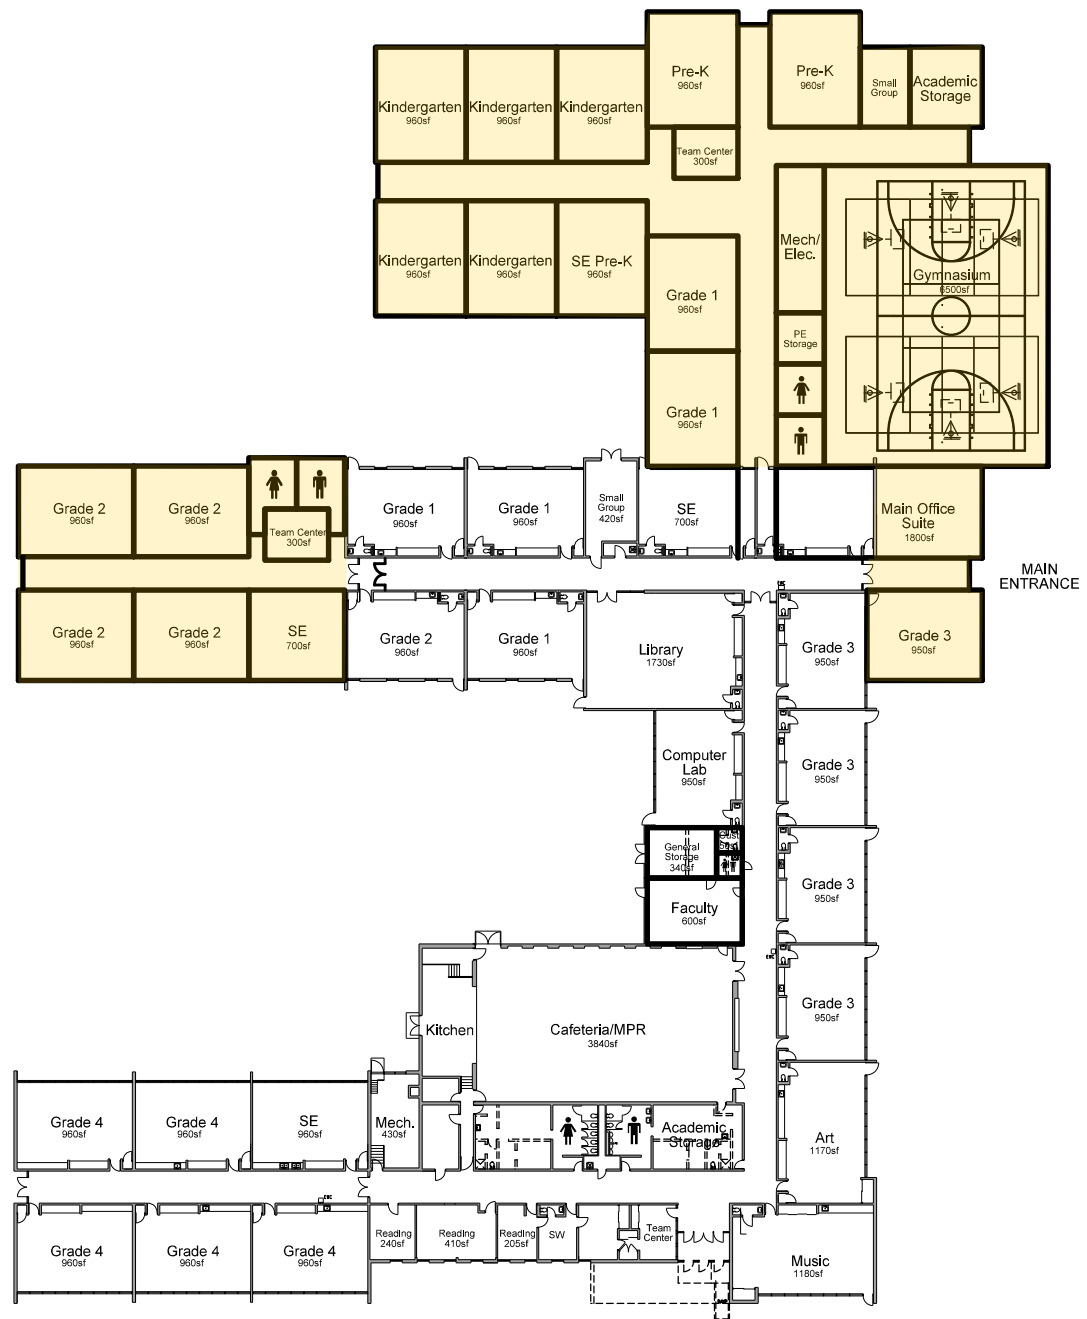 Pre-K
960sf
Pre-K
960sf
Small
Group
Academic
Storage
Kindergarten
960sf
Kindergarten
960sf
Kindergarten
960sf
Team Center
300sf
Kindergarten
960sf
Kindergarten
960sf
SE Pre-K
960sf
Mech/
Elec.
Gymnasium
6500sf
Grade 1
960sf
PE
Storage
Grade 1
960sf
Grade 2
960sf
Grade 2
960sf
Team Center
300sf
Grade 1
960sf
Grade 1
960sf
Small
Group
420sf
SE
700sf
Main Office
Suite
1800sf
MAIN
ENTRANCE
Grade 2
960sf
Grade 2
960sf
SE
700sf
Grade 2
960sf
Grade 1
960sf
Library
1730sf
Grade 3
950sf
Grade 3
950sf
Computer
Lab
950sf
Grade 3
950sf
General
Storage
340sf
Grade 3
950sf
Faculty
600sf
Grade 3
950sf
Kitchen
Cafeteria/MPR
3840sf
Grade 4
960sf
Grade 4
960sf
SE
960sf
Mech.
430sf
Academic
Storage
Art
1170sf
Grade 4
960sf
Grade 4
960sf
Grade 4
960sf
Reading
240sf
Reading
410sf
Reading
205sf
SW
Team
Center
Music
1180sf